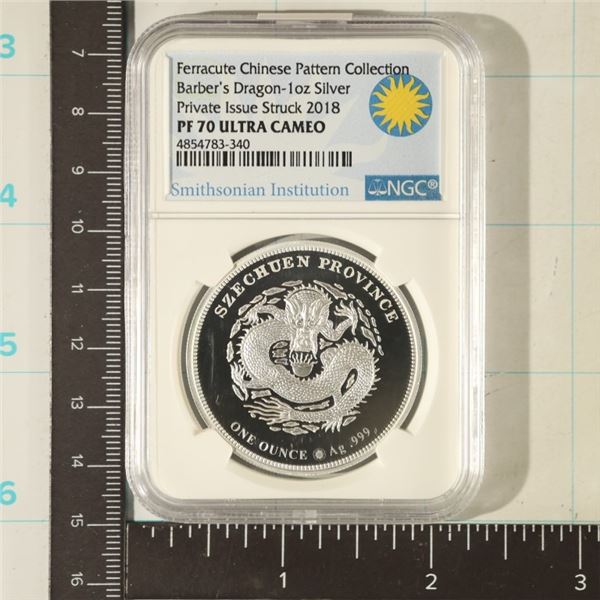 Ferracute Chinese Pattern Collection
Barber's Dragon-1oz Silver
Private Issue Struck 2018
PF 70 ULTRA CAMEO
4854783-340
Smithsonian Institution
NGC®
SZECHUEN PROVINCE
ONE OUNCE Ag .999
3
4
5
6
7
8
9
10
11
12
13
14
15
16
1
2
3